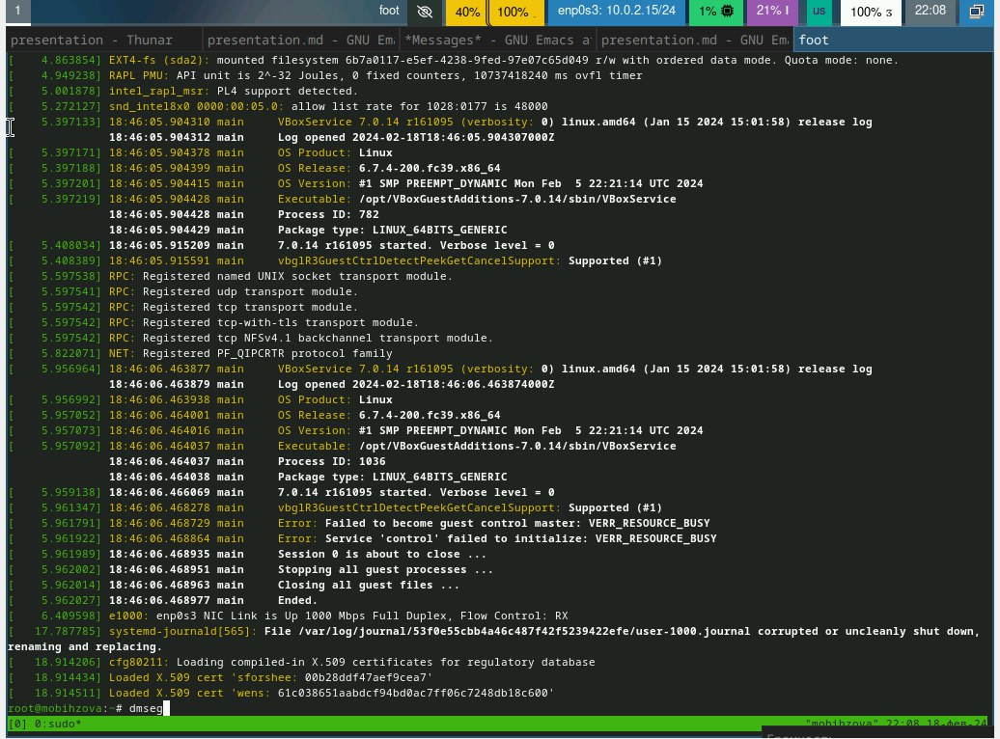 1 foot 40% 100% enp0s3: 10.0.2.15/24 1% 21% us 100% 22:08
presentation - Thunar presentation.md - GNU Em *Messages* - GNU Emacs a presentation.md - GNU Em foot
[    4.863854] EXT4-fs (sda2): mounted filesystem 6b7a0117-e5ef-4238-9fed-97e07c65d049 r/w with ordered data mode. Quota mode: none.
[    4.949238] RAPL PMU: API unit is 2^-32 Joules, 0 fixed counters, 10737418240 ms ovfl timer
[    5.001878] intel_rapl_msr: PL4 support detected.
[    5.272127] snd_intel8x0 0000:00:05.0: allow list rate for 1028:0177 is 48000
[    5.397133] 18:46:05.904310 main     VBoxService 7.0.14 r161095 (verbosity: 0) linux.amd64 (Jan 15 2024 15:01:58) release log
18:46:05.904312 main     Log opened 2024-02-18T18:46:05.904307000Z
[    5.397171] 18:46:05.904378 main     OS Product: Linux
[    5.397188] 18:46:05.904399 main     OS Release: 6.7.4-200.fc39.x86_64
[    5.397201] 18:46:05.904415 main     OS Version: #1 SMP PREEMPT_DYNAMIC Mon Feb  5 22:21:14 UTC 2024
[    5.397219] 18:46:05.904428 main     Executable: /opt/VBoxGuestAdditions-7.0.14/sbin/VBoxService
18:46:05.904428 main     Process ID: 782
18:46:05.904429 main     Package type: LINUX_64BITS_GENERIC
[    5.408034] 18:46:05.915209 main     7.0.14 r161095 started. Verbose level = 0
[    5.408389] 18:46:05.915591 main     vbglR3GuestCtrlDetectPeekGetCancelSupport: Supported (#1)
[    5.597538] RPC: Registered named UNIX socket transport module.
[    5.597541] RPC: Registered udp transport module.
[    5.597542] RPC: Registered tcp transport module.
[    5.597542] RPC: Registered tcp-with-tls transport module.
[    5.597542] RPC: Registered tcp NFSv4.1 backchannel transport module.
[    5.822071] NET: Registered PF_QIPCRTR protocol family
[    5.956964] 18:46:06.463877 main     VBoxService 7.0.14 r161095 (verbosity: 0) linux.amd64 (Jan 15 2024 15:01:58) release log
18:46:06.463879 main     Log opened 2024-02-18T18:46:06.463874000Z
[    5.956992] 18:46:06.463938 main     OS Product: Linux
[    5.957052] 18:46:06.464001 main     OS Release: 6.7.4-200.fc39.x86_64
[    5.957073] 18:46:06.464016 main     OS Version: #1 SMP PREEMPT_DYNAMIC Mon Feb  5 22:21:14 UTC 2024
[    5.957092] 18:46:06.464037 main     Executable: /opt/VBoxGuestAdditions-7.0.14/sbin/VBoxService
18:46:06.464037 main     Process ID: 1036
18:46:06.464038 main     Package type: LINUX_64BITS_GENERIC
[    5.959138] 18:46:06.466069 main     7.0.14 r161095 started. Verbose level = 0
[    5.961347] 18:46:06.468278 main     vbglR3GuestCtrlDetectPeekGetCancelSupport: Supported (#1)
[    5.961791] 18:46:06.468729 main     Error: Failed to become guest control master: VERR_RESOURCE_BUSY
[    5.961922] 18:46:06.468864 main     Error: Service 'control' failed to initialize: VERR_RESOURCE_BUSY
[    5.961989] 18:46:06.468935 main     Session 0 is about to close ...
[    5.962002] 18:46:06.468951 main     Stopping all guest processes ...
[    5.962014] 18:46:06.468963 main     Closing all guest files ...
[    5.962027] 18:46:06.468977 main     Ended.
[    6.409598] e1000: enp0s3 NIC Link is Up 1000 Mbps Full Duplex, Flow Control: RX
[   17.787785] systemd-journald[565]: File /var/log/journal/53f0e55cbb4a46c487f42f5239422efe/user-1000.journal corrupted or uncleanly shut down,
renaming and replacing.
[   18.914206] cfg80211: Loading compiled-in X.509 certificates for regulatory database
[   18.914434] Loaded X.509 cert 'sforshee: 00b28ddf47aef9cea7'
[   18.914511] Loaded X.509 cert 'wens: 61c038651aabdcf94bd0ac7ff06c7248db18c600'
root@mobihzova:~# dmseg
[0] 0:sudo* "mobihzova" 22:08 18-фев-24